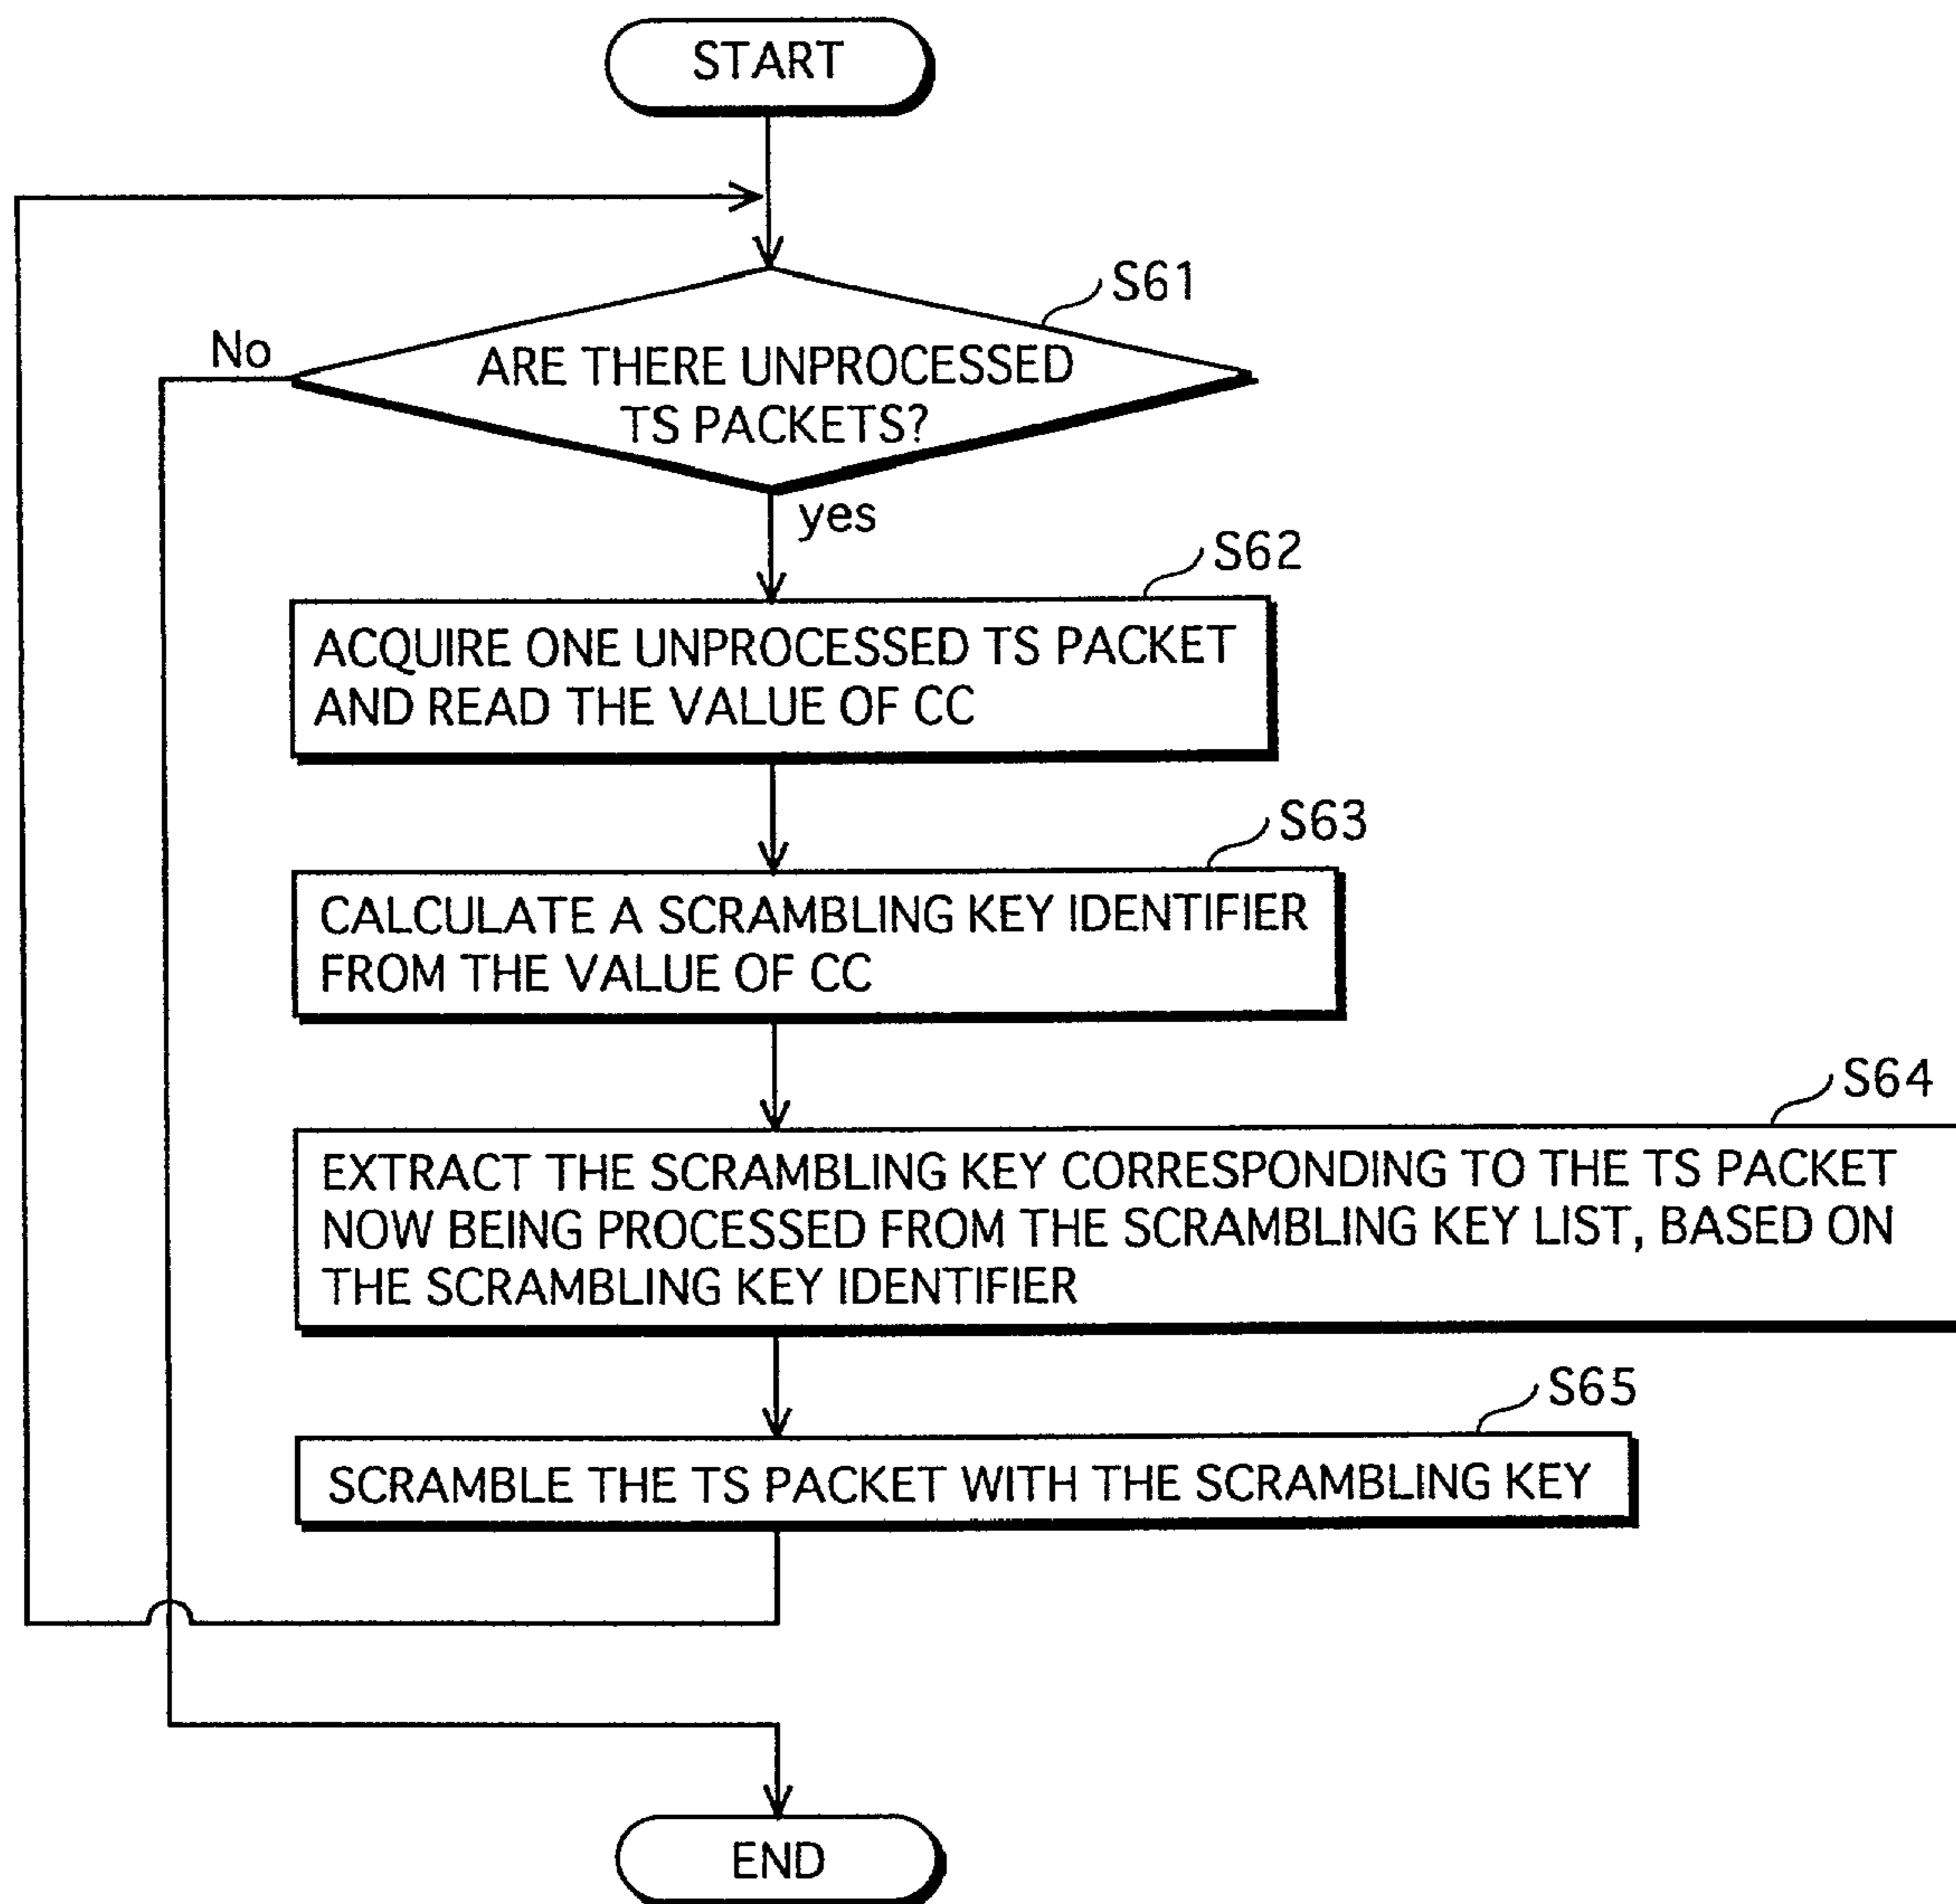 START
S61
No
ARE THERE UNPROCESSED
TS PACKETS?
yes
S62
ACQUIRE ONE UNPROCESSED TS PACKET
AND READ THE VALUE OF CC
S63
CALCULATE A SCRAMBLING KEY IDENTIFIER
FROM THE VALUE OF CC
S64
EXTRACT THE SCRAMBLING KEY CORRESPONDING TO THE TS PACKET
NOW BEING PROCESSED FROM THE SCRAMBLING KEY LIST, BASED ON
THE SCRAMBLING KEY IDENTIFIER
S65
SCRAMBLE THE TS PACKET WITH THE SCRAMBLING KEY
END